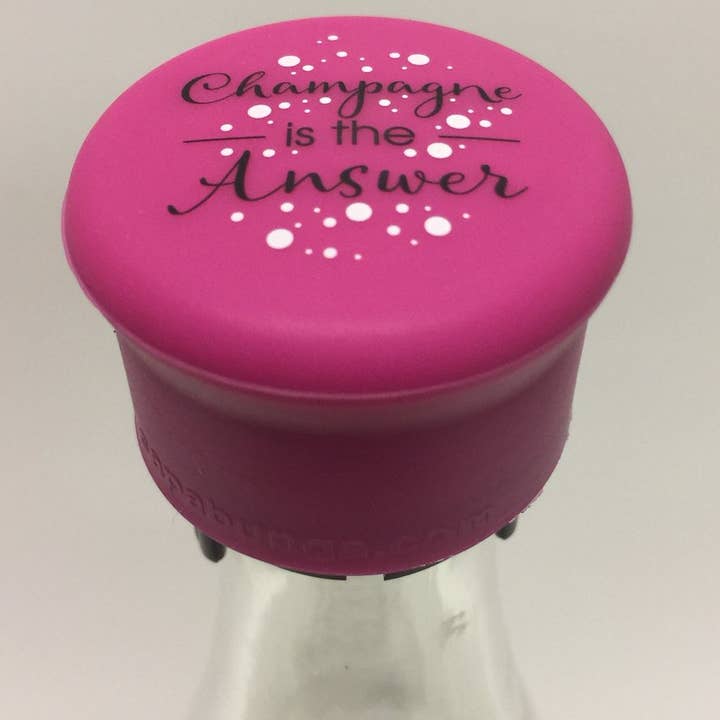 Champagne
is the
Answer